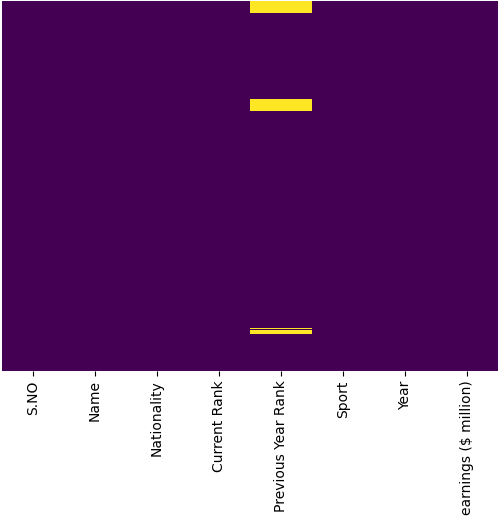 S.NO
Name
Nationality
Current Rank
Previous Year Rank
Sport
Year
earnings ($ million)